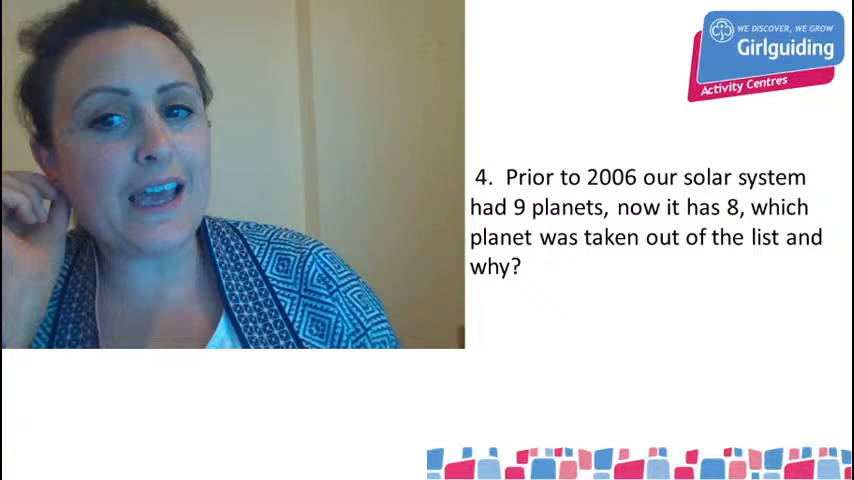 WE DISCOVER, WE GROW
Girlguiding
Activity Centres
4. Prior to 2006 our solar system
had 9 planets, now it has 8, which
planet was taken out of the list and
why?